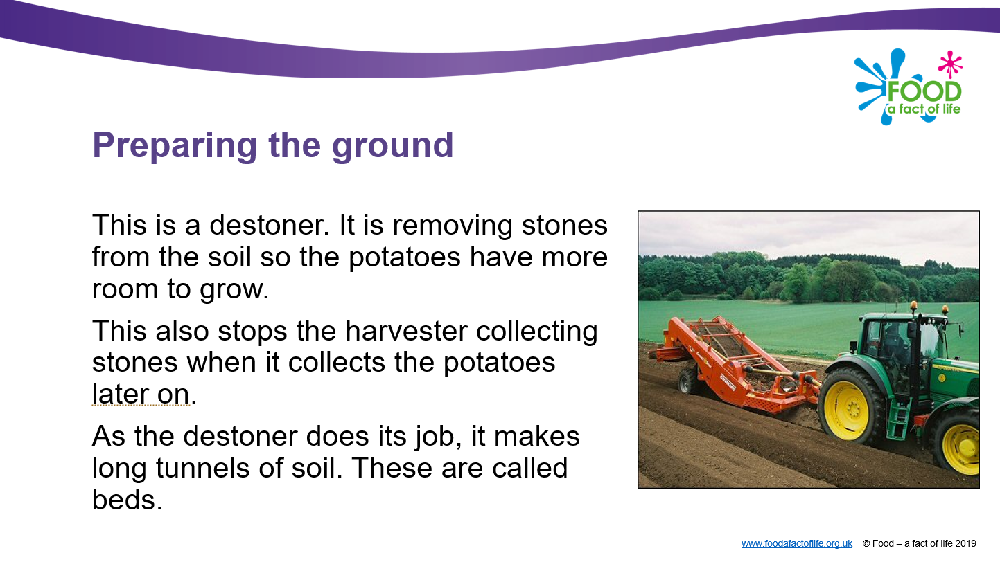 FOOD
a fact of life
Preparing the ground
This is a destoner. It is removing stones
from the soil so the potatoes have more
room to grow.
This also stops the harvester collecting
stones when it collects the potatoes
later on.
As the destoner does its job, it makes
long tunnels of soil. These are called
beds.
www.foodafactoflife.org.uk © Food – a fact of life 2019